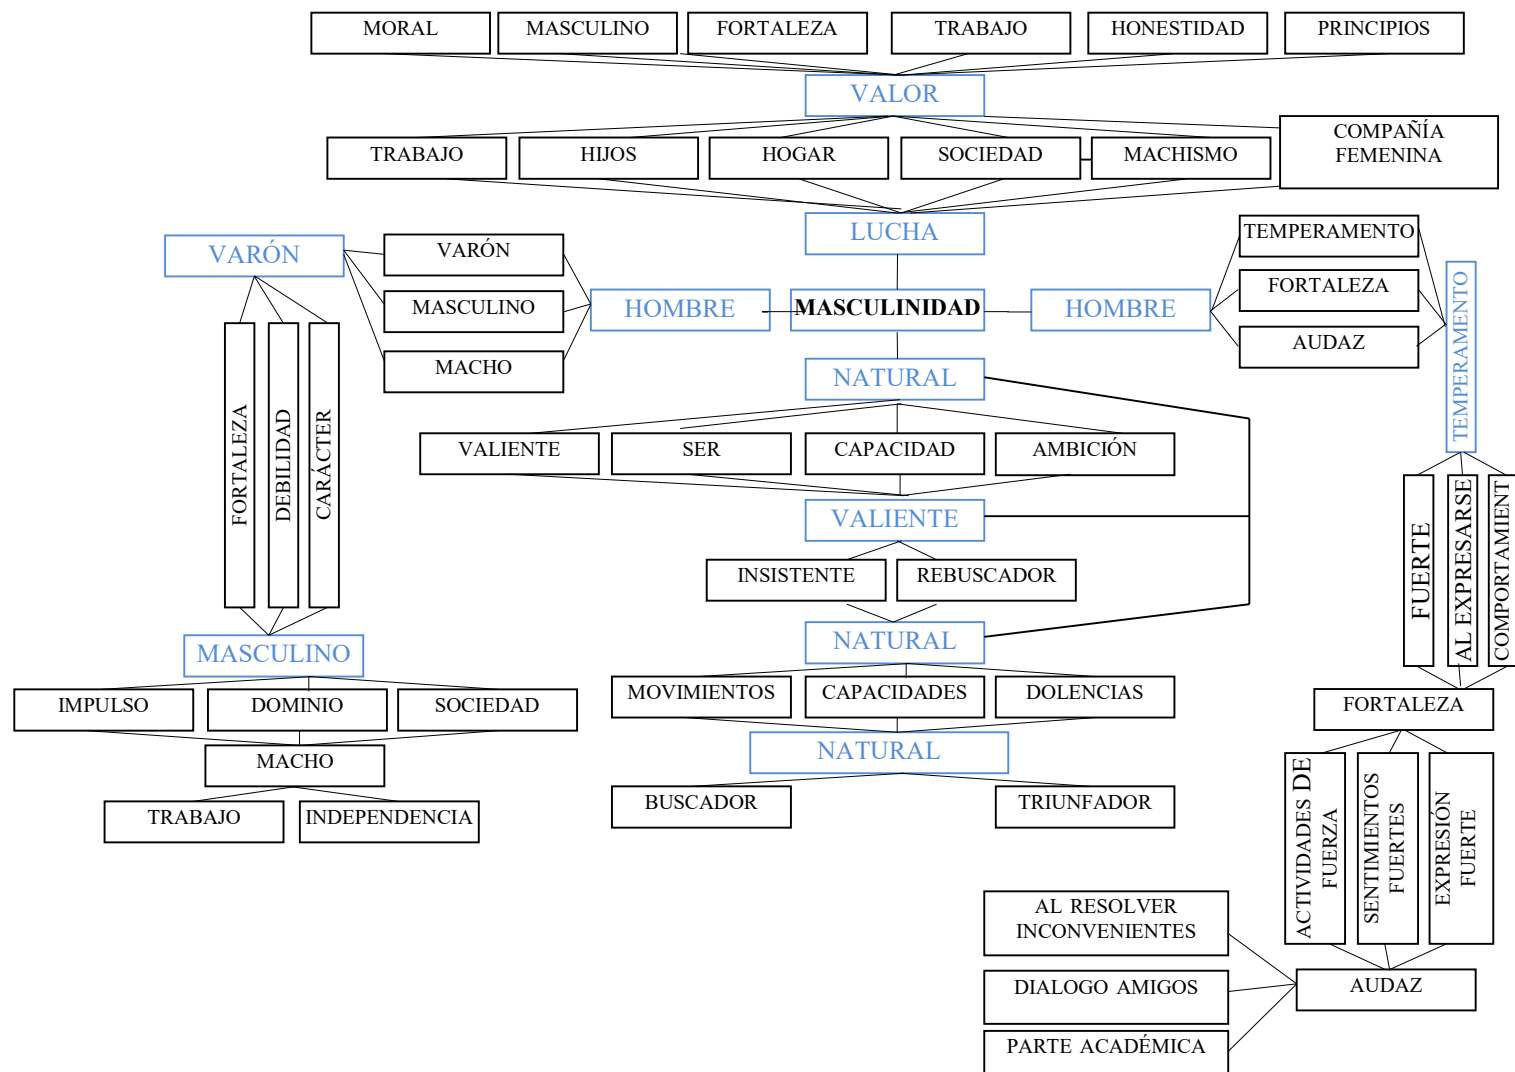 MORAL
MASCULINO
FORTALEZA
TRABAJO
HONESTIDAD
PRINCIPIOS
VALOR
TRABAJO
HIJOS
HOGAR
SOCIEDAD
MACHISMO
COMPAÑÍA
FEMENINA
LUCHA
VARÓN
VARÓN
MASCULINO
MACHO
HOMBRE
MASCULINIDAD
HOMBRE
TEMPERAMENTO
FORTALEZA
AUDAZ
TEMPERAMENTO
NATURAL
VALIENTE
SER
CAPACIDAD
AMBICIÓN
VALIENTE
INSISTENTE
REBUSCADOR
NATURAL
MOVIMIENTOS
CAPACIDADES
DOLENCIAS
NATURAL
BUSCADOR
TRIUNFADOR
FORTALEZA
DEBILIDAD
CARÁCTER
MASCULINO
IMPULSO
DOMINIO
SOCIEDAD
MACHO
TRABAJO
INDEPENDENCIA
FUERTE
AL EXPRESARSE
COMPORTAMIENT
FORTALEZA
ACTIVIDADES DE
FUERZA
SENTIMIENTOS
FUERTES
EXPRESIÓN
FUERTE
AUDAZ
AL RESOLVER
INCONVENIENTES
DIALOGO AMIGOS
PARTE ACADÉMICA